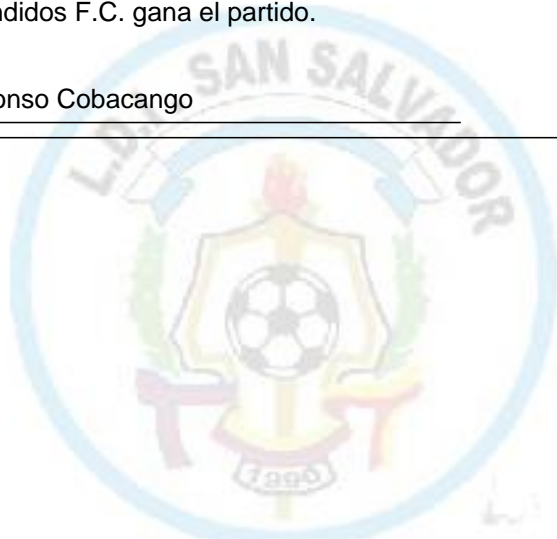 ndidos F.C. gana el partido.
onso Cobacango
L.D.I. SAN SALVADOR
1990